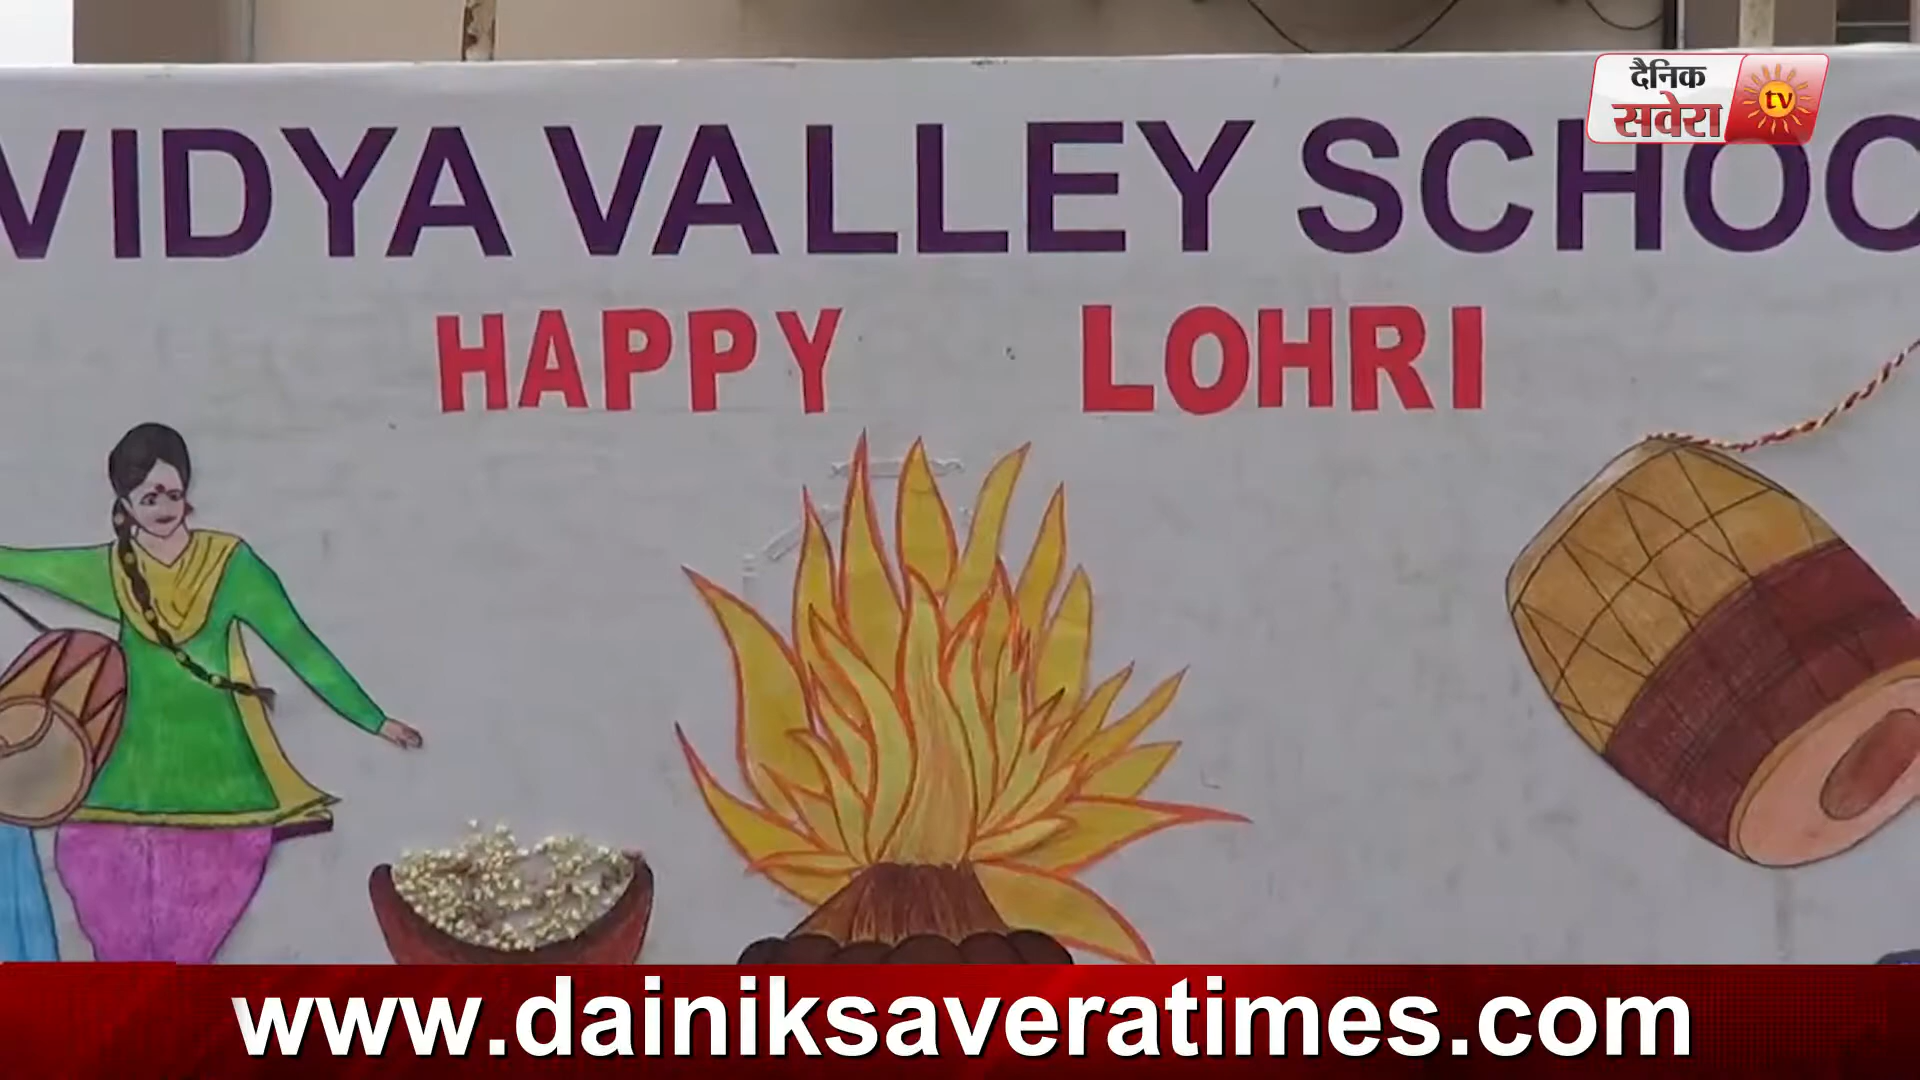 दैनिक
सवेरा
tv
VIDYA VALLEY SCHOO
HAPPY LOHRI
www.dainiksaveratimes.com